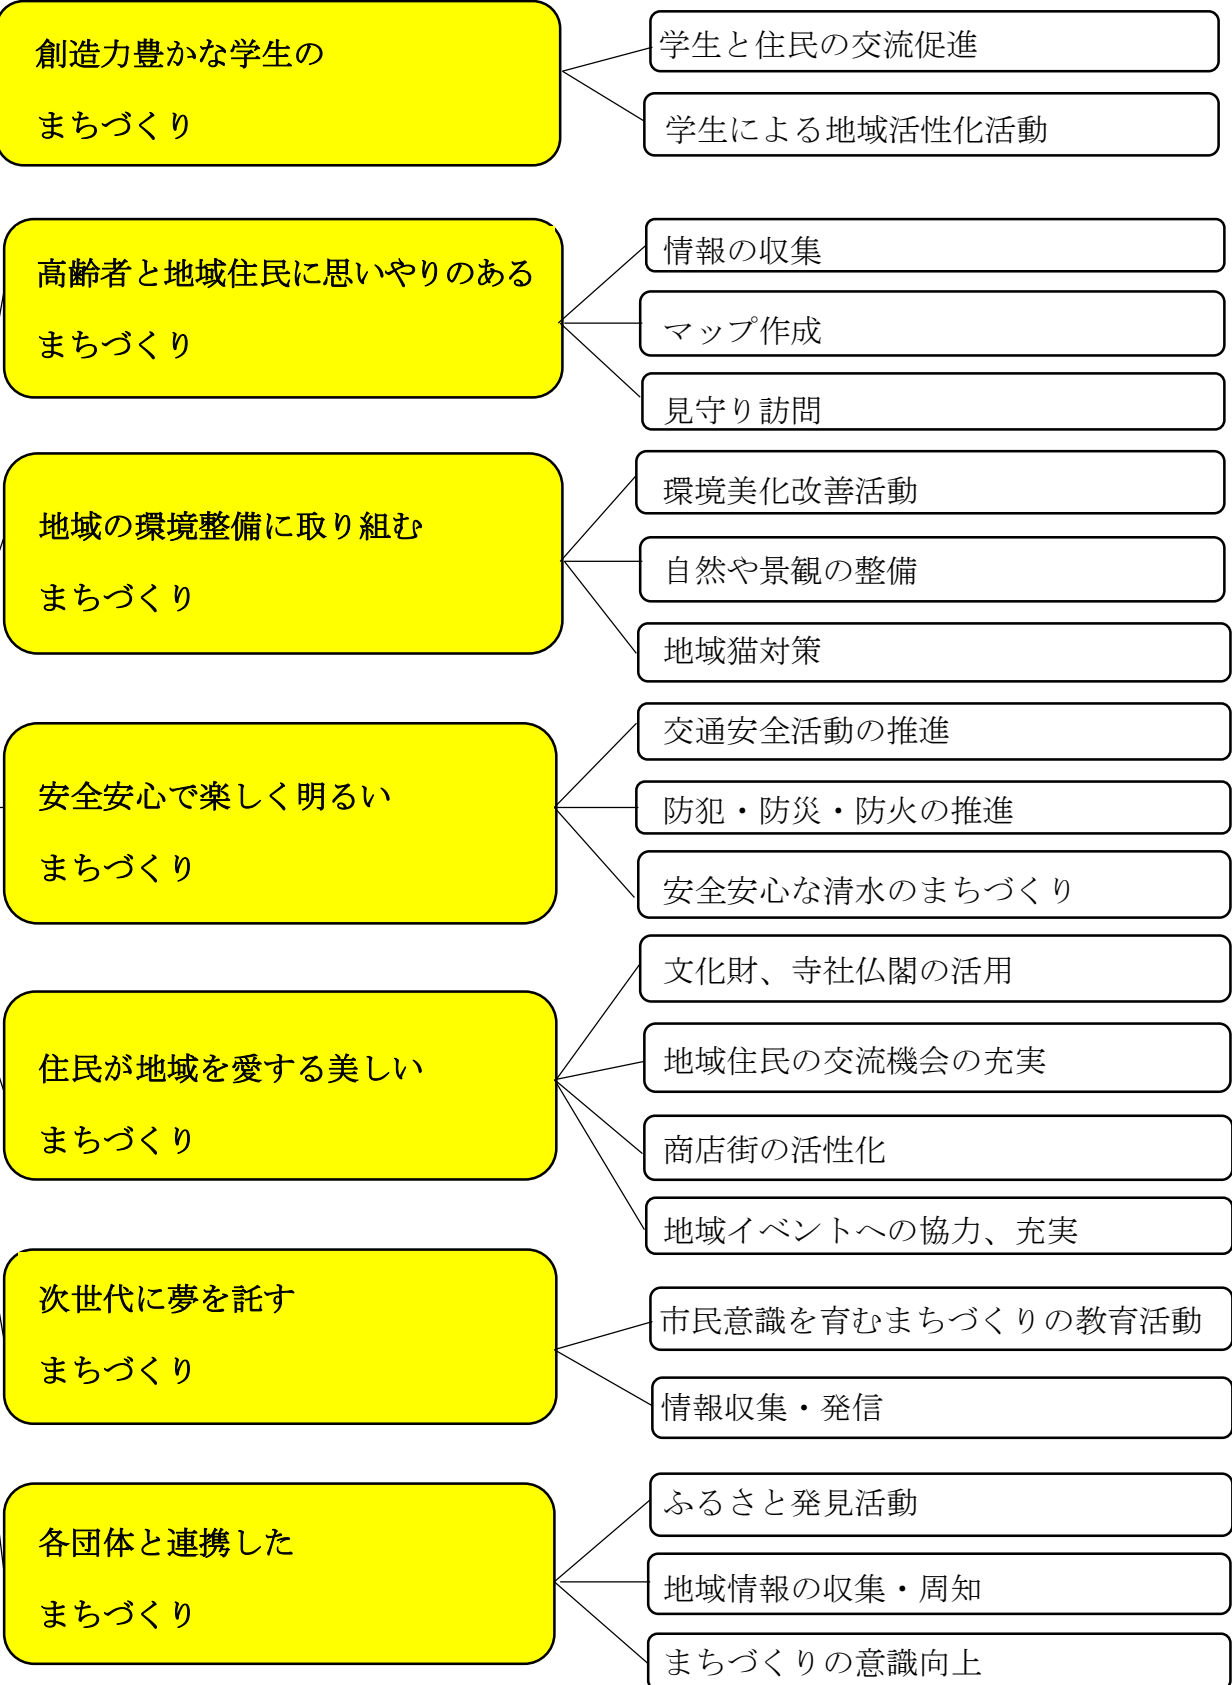 創造力豊かな学生の
まちづくり
学生と住民の交流促進
学生による地域活性化活動
高齢者と地域住民に思いやりのある
まちづくり
情報の収集
マップ作成
見守り訪問
地域の環境整備に取り組む
まちづくり
環境美化改善活動
自然や景観の整備
地域猫対策
安全安心で楽しく明るい
まちづくり
交通安全活動の推進
防犯・防災・防火の推進
安全安心な清水のまちづくり
住民が地域を愛する美しい
まちづくり
文化財、寺社仏閣の活用
地域住民の交流機会の充実
商店街の活性化
地域イベントへの協力、充実
次世代に夢を託す
まちづくり
市民意識を育むまちづくりの教育活動
情報収集・発信
各団体と連携した
まちづくり
ふるさと発見活動
地域情報の収集・周知
まちづくりの意識向上